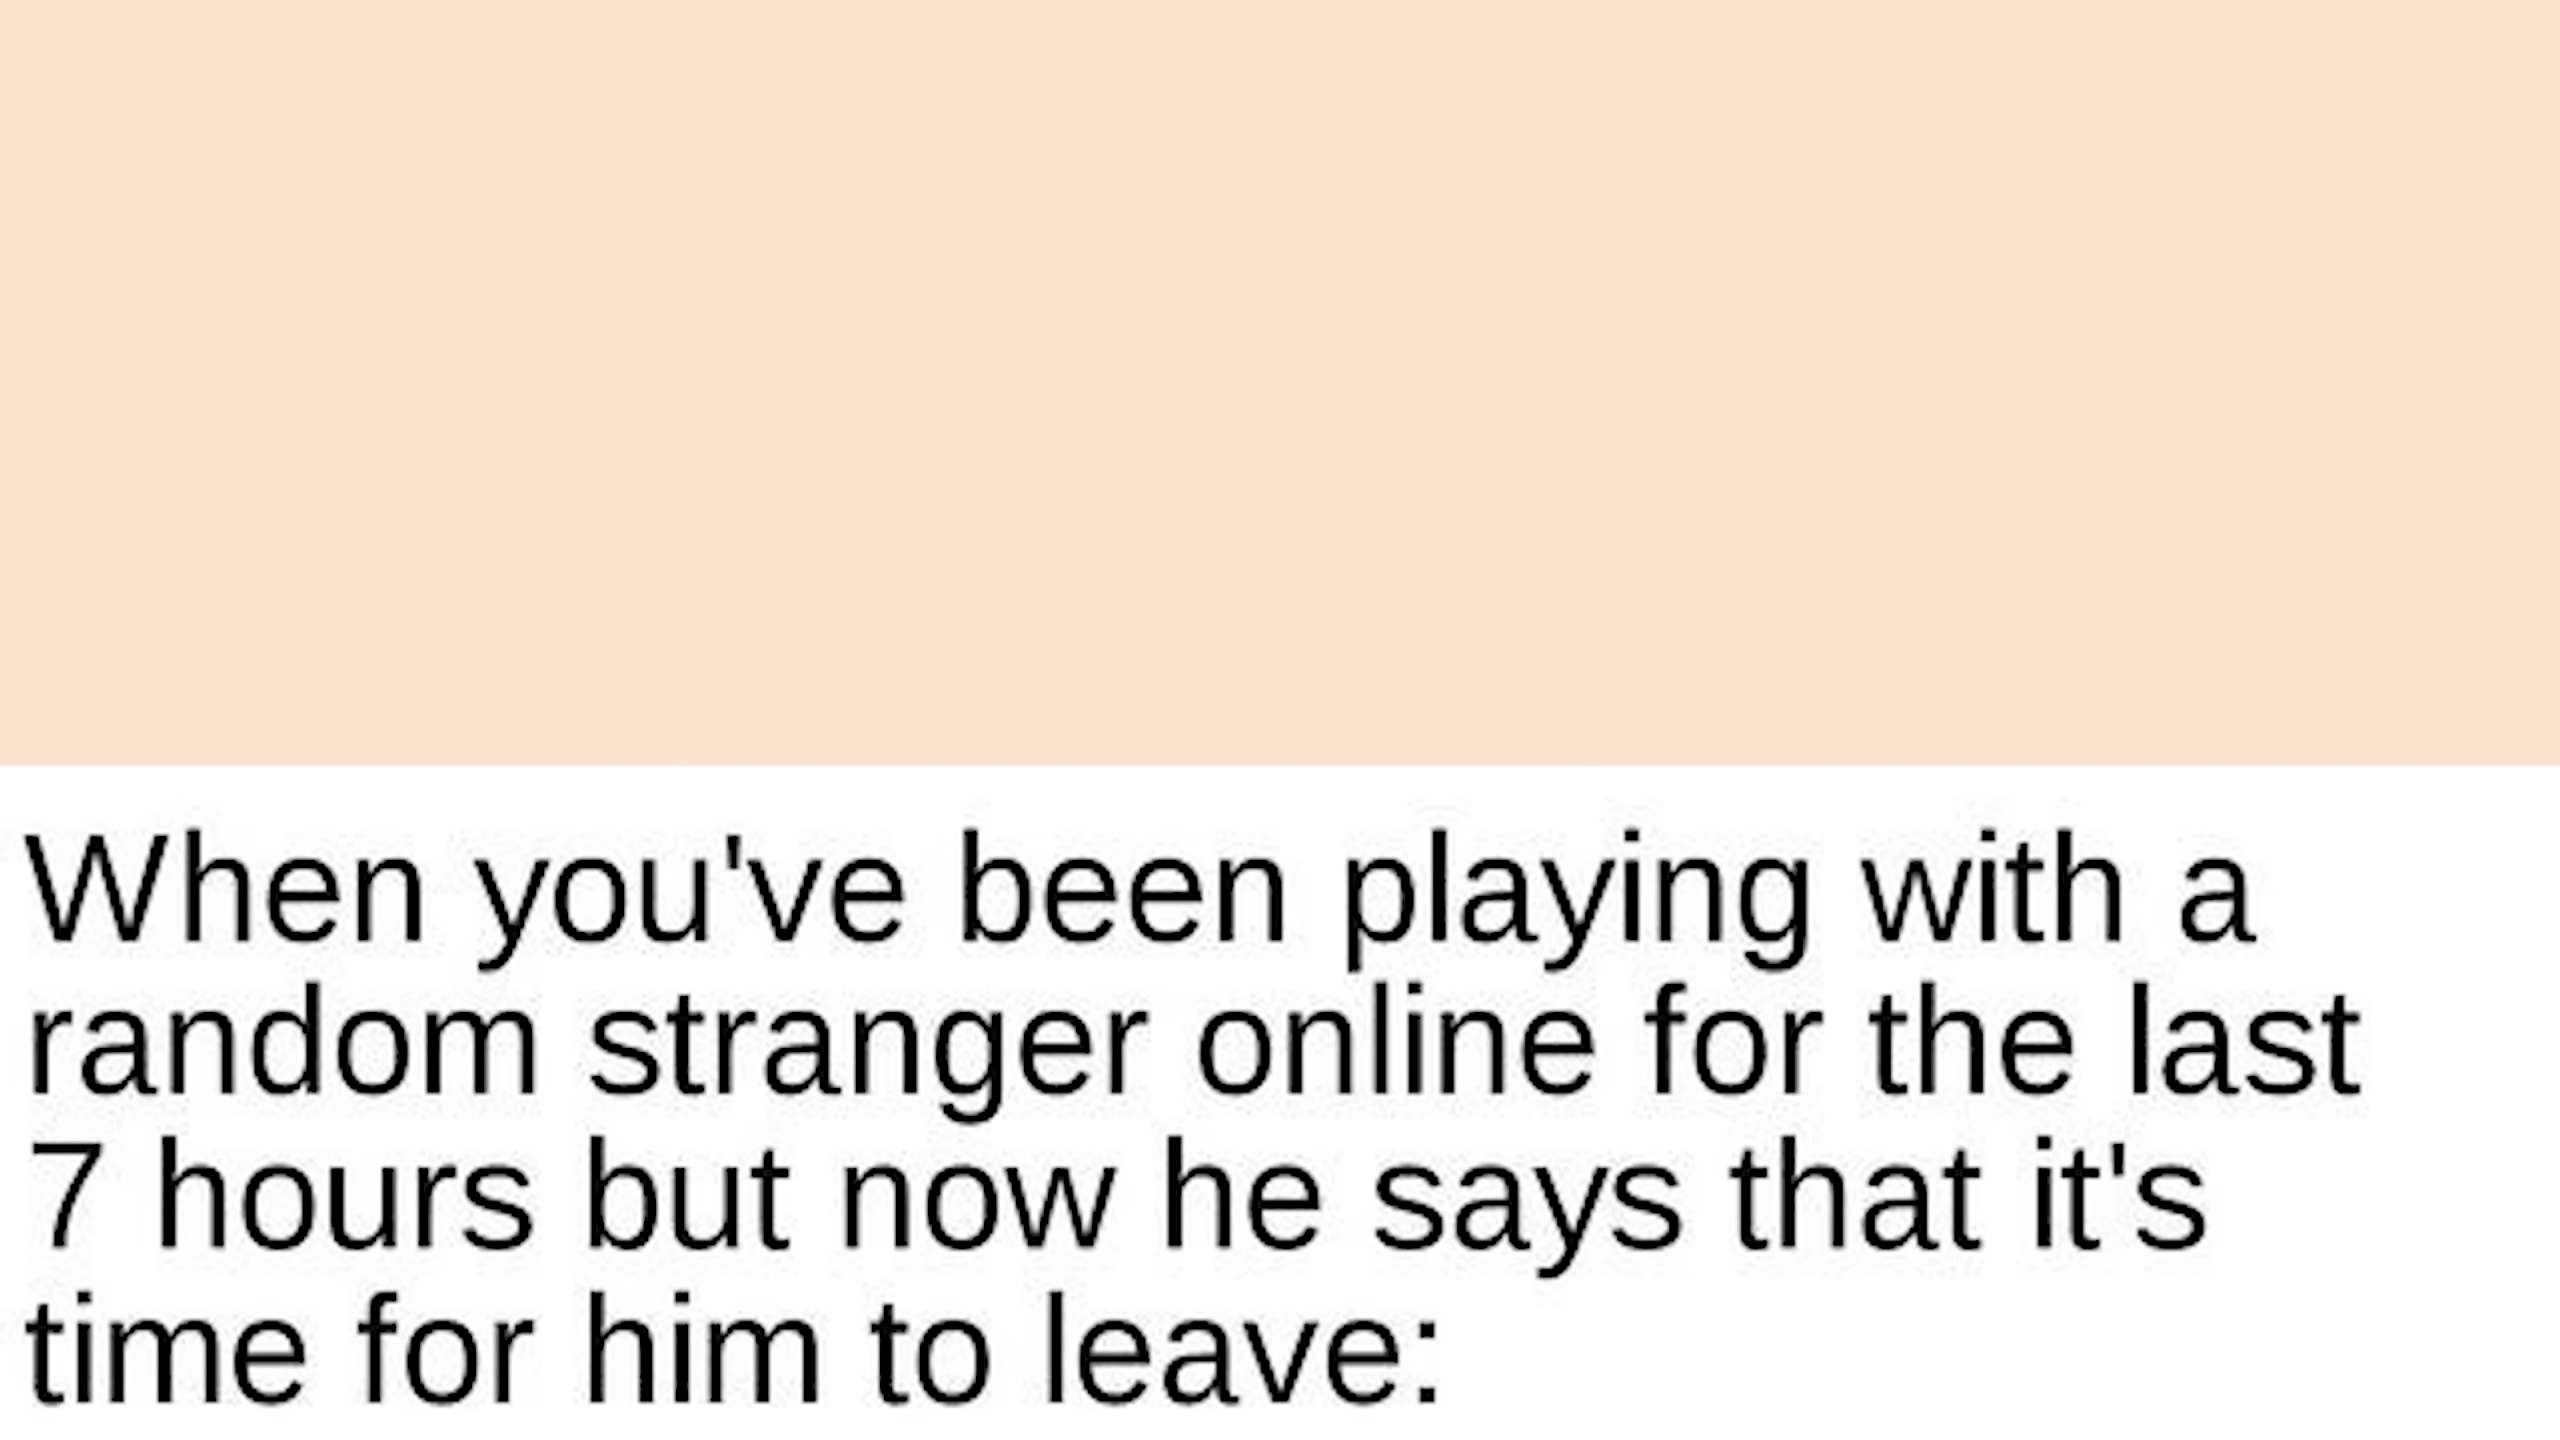 When you've been playing with a
random stranger online for the last
7 hours but now he says that it's
time for him to leave: